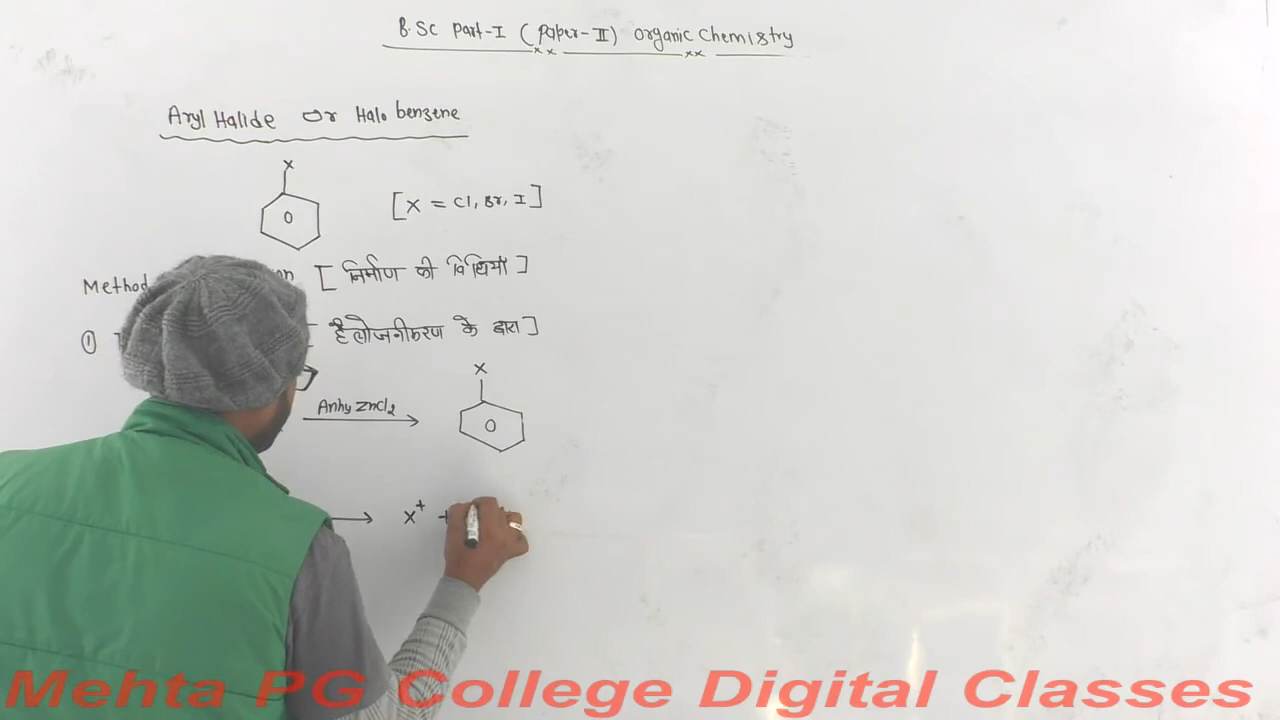 B.Sc Part-I (Paper-II) Organic Chemistry
Aryl Halide Or Halo benzene
X
[X = Cl, Br, I]
Method [निर्माण की विधियाँ]
① हैलोजनीकरण के द्वारा]
X
Anhy ZnCl₂
→ X⁺ +
Mehta PG College Digital Classes